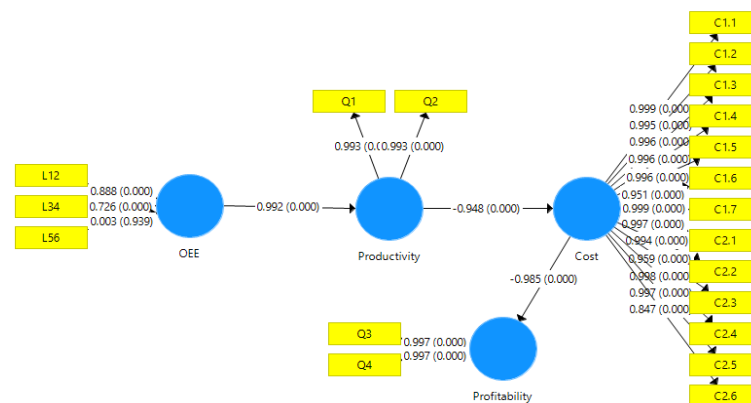 C1.1
C1.2
C1.3
C1.4
C1.5
C1.6
C1.7
C2.1
C2.2
C2.3
C2.4
C2.5
C2.6
0.999 (0.000)
0.995 (0.000)
0.996 (0.000)
0.996 (0.000)
0.996 (0.000)
0.951 (0.000)
0.999 (0.000)
0.997 (0.000)
0.994 (0.000)
0.959 (0.000)
0.998 (0.000)
0.997 (0.000)
0.847 (0.000)
Q1
Q2
0.993 (0.000)
0.993 (0.000)
L12
L34
L56
0.888 (0.000)
0.726 (0.000)
0.003 (0.939)
OEE
0.992 (0.000)
Productivity
-0.948 (0.000)
Cost
-0.985 (0.000)
Q3
Q4
0.997 (0.000)
0.997 (0.000)
Profitability